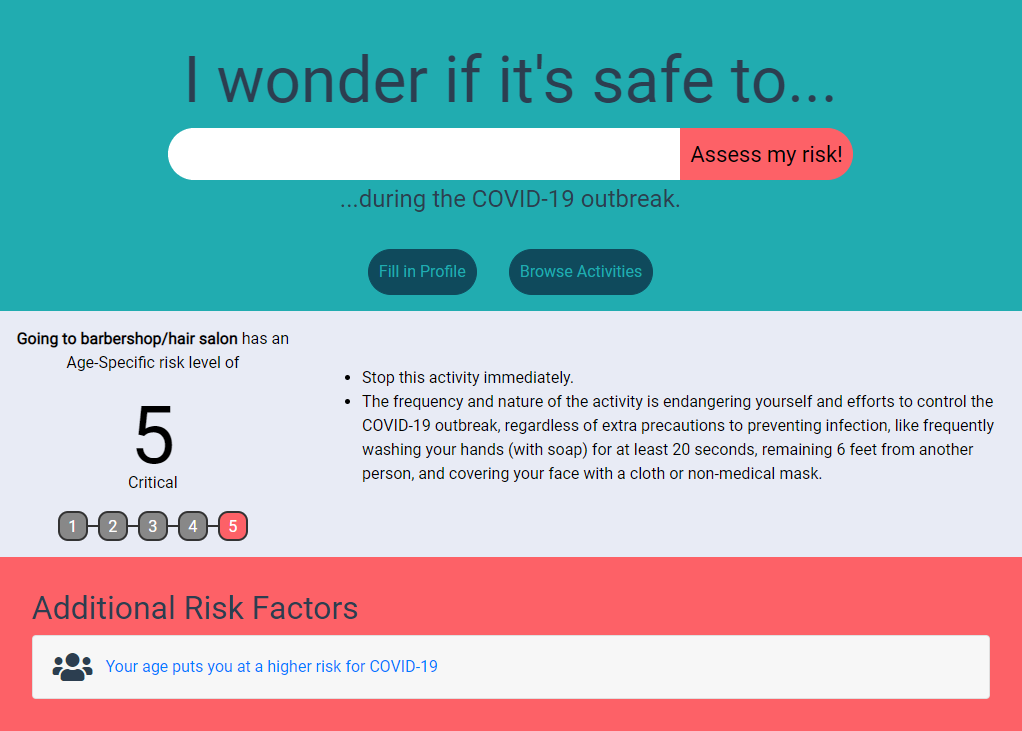 I wonder if it's safe to...
Assess my risk!
...during the COVID-19 outbreak.
Fill in Profile
Browse Activities
Going to barbershop/hair salon has an
Age-Specific risk level of
5
Critical
1 2 3 4 5
• Stop this activity immediately.
• The frequency and nature of the activity is endangering yourself and efforts to control the
COVID-19 outbreak, regardless of extra precautions to preventing infection, like frequently
washing your hands (with soap) for at least 20 seconds, remaining 6 feet from another
person, and covering your face with a cloth or non-medical mask.
Additional Risk Factors
Your age puts you at a higher risk for COVID-19